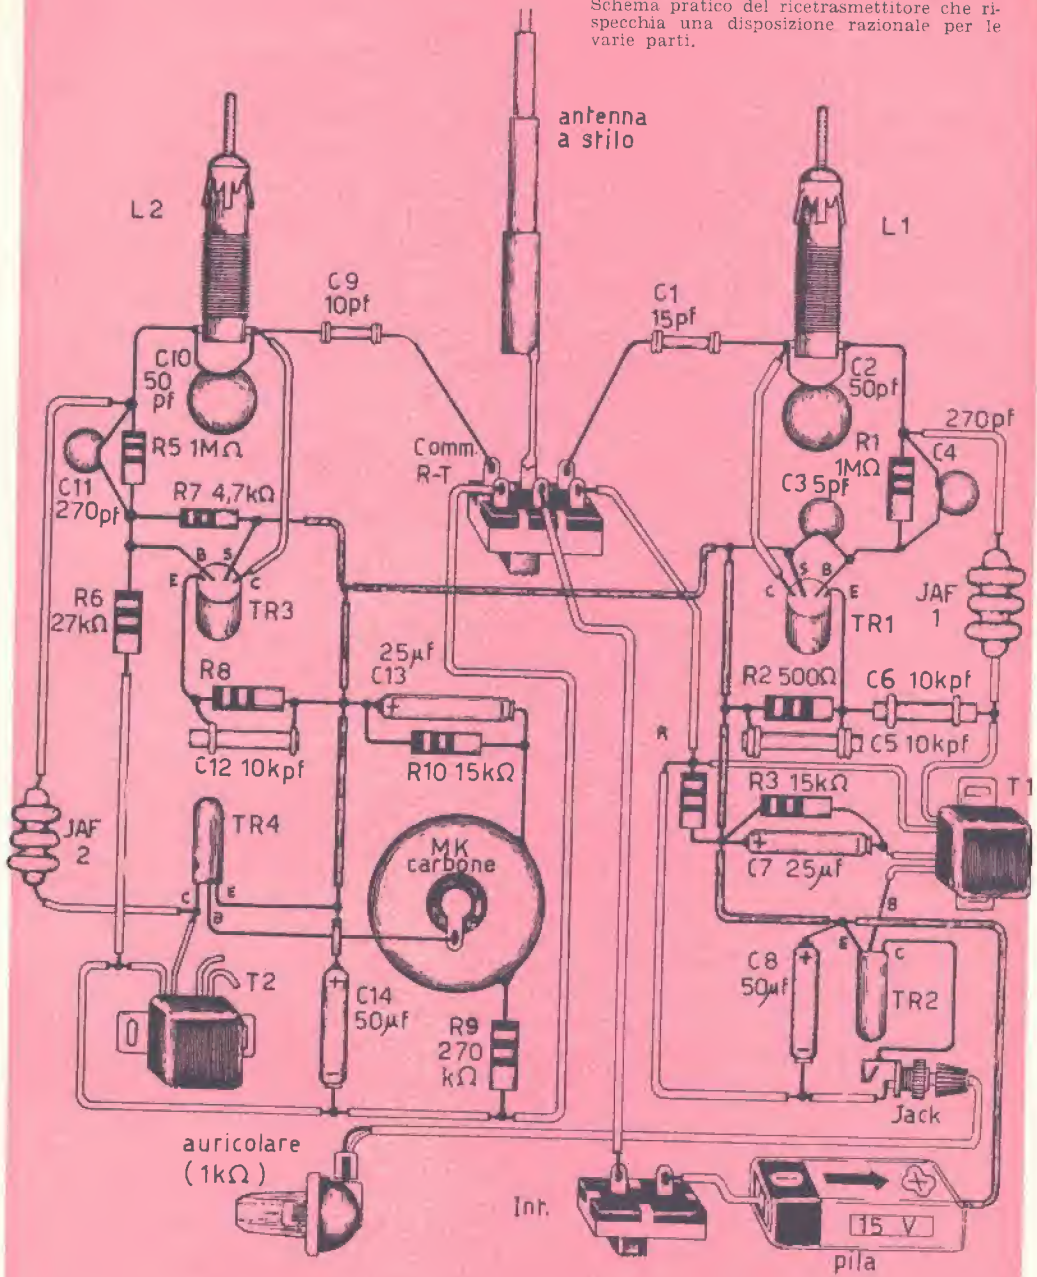 Schema pratico del ricetrasmettitore che ri-
specchia una disposizione razionale per le
varie parti.
antenna
a stilo
L2
L1
C9
10pf
C1
15pf
C10
50
pf
C2
50pf
270pf
C4
R5 1MΩ
Comm.
R-T
R1
1MΩ
C3 5pf
C11
270pf
R7 4,7kΩ
B
S
E
C
TR3
S
B
C
E
TR1
JAF
1
R6
27kΩ
R8
25µf
C13
R2 500Ω
C6 10kpf
C5 10kpf
C12 10kpf
R10 15kΩ
R
R3 15kΩ
T1
JAF
2
TR4
MK
carbone
+
+
C7 25µf
C
E
B
B
E
C
T2
+
C14
50µf
-
R9
270
kΩ
C8
50µf
+
-
TR2
Jack
auricolare
(1kΩ)
Int.
-
+
15 V
pila